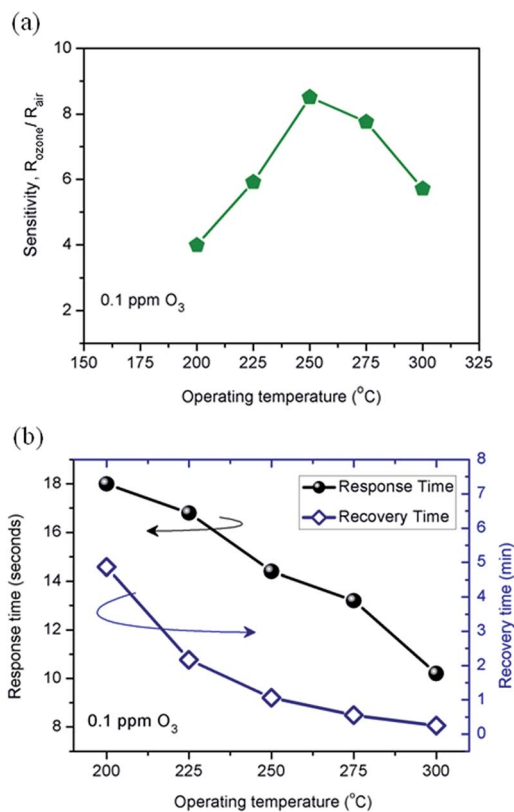 (a)
10
8
6
4
2
Sensitivity, R_ozone/ R_air
0.1 ppm O₃
150 175 200 225 250 275 300 325
Operating temperature (°C)
(b)
18
16
14
12
10
8
Response time (seconds)
8
7
6
5
4
3
2
1
0
Recovery time (min)
Response Time
Recovery Time
0.1 ppm O₃
200 225 250 275 300
Operating temperature (°C)